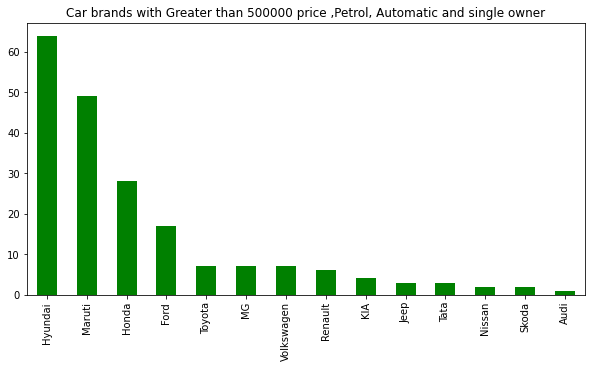 Car brands with Greater than 500000 price ,Petrol, Automatic and single owner
60
50
40
30
20
10
0
Hyundai
Maruti
Honda
Ford
Toyota
MG
Volkswagen
Renault
KIA
Jeep
Tata
Nissan
Skoda
Audi